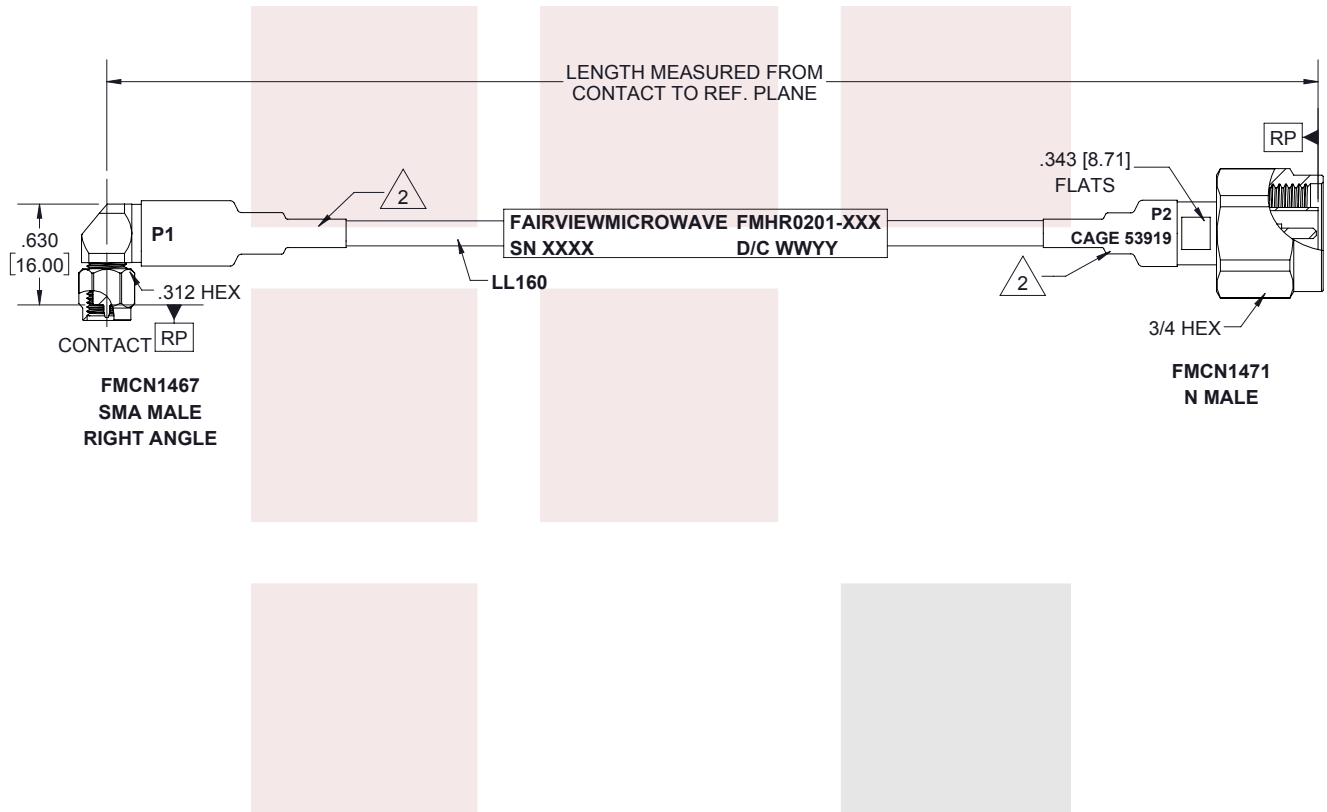 LENGTH MEASURED FROM
CONTACT TO REF. PLANE
RP
.343 [8.71]
FLATS
2
P1
FAIRVIEWMICROWAVE FMHR0201-XXX
SN XXXX D/C WWYY
P2
CAGE 53919
.630
[16.00]
.312 HEX
LL160
2
CONTACT
RP
3/4 HEX
FMCN1467
SMA MALE
RIGHT ANGLE
FMCN1471
N MALE